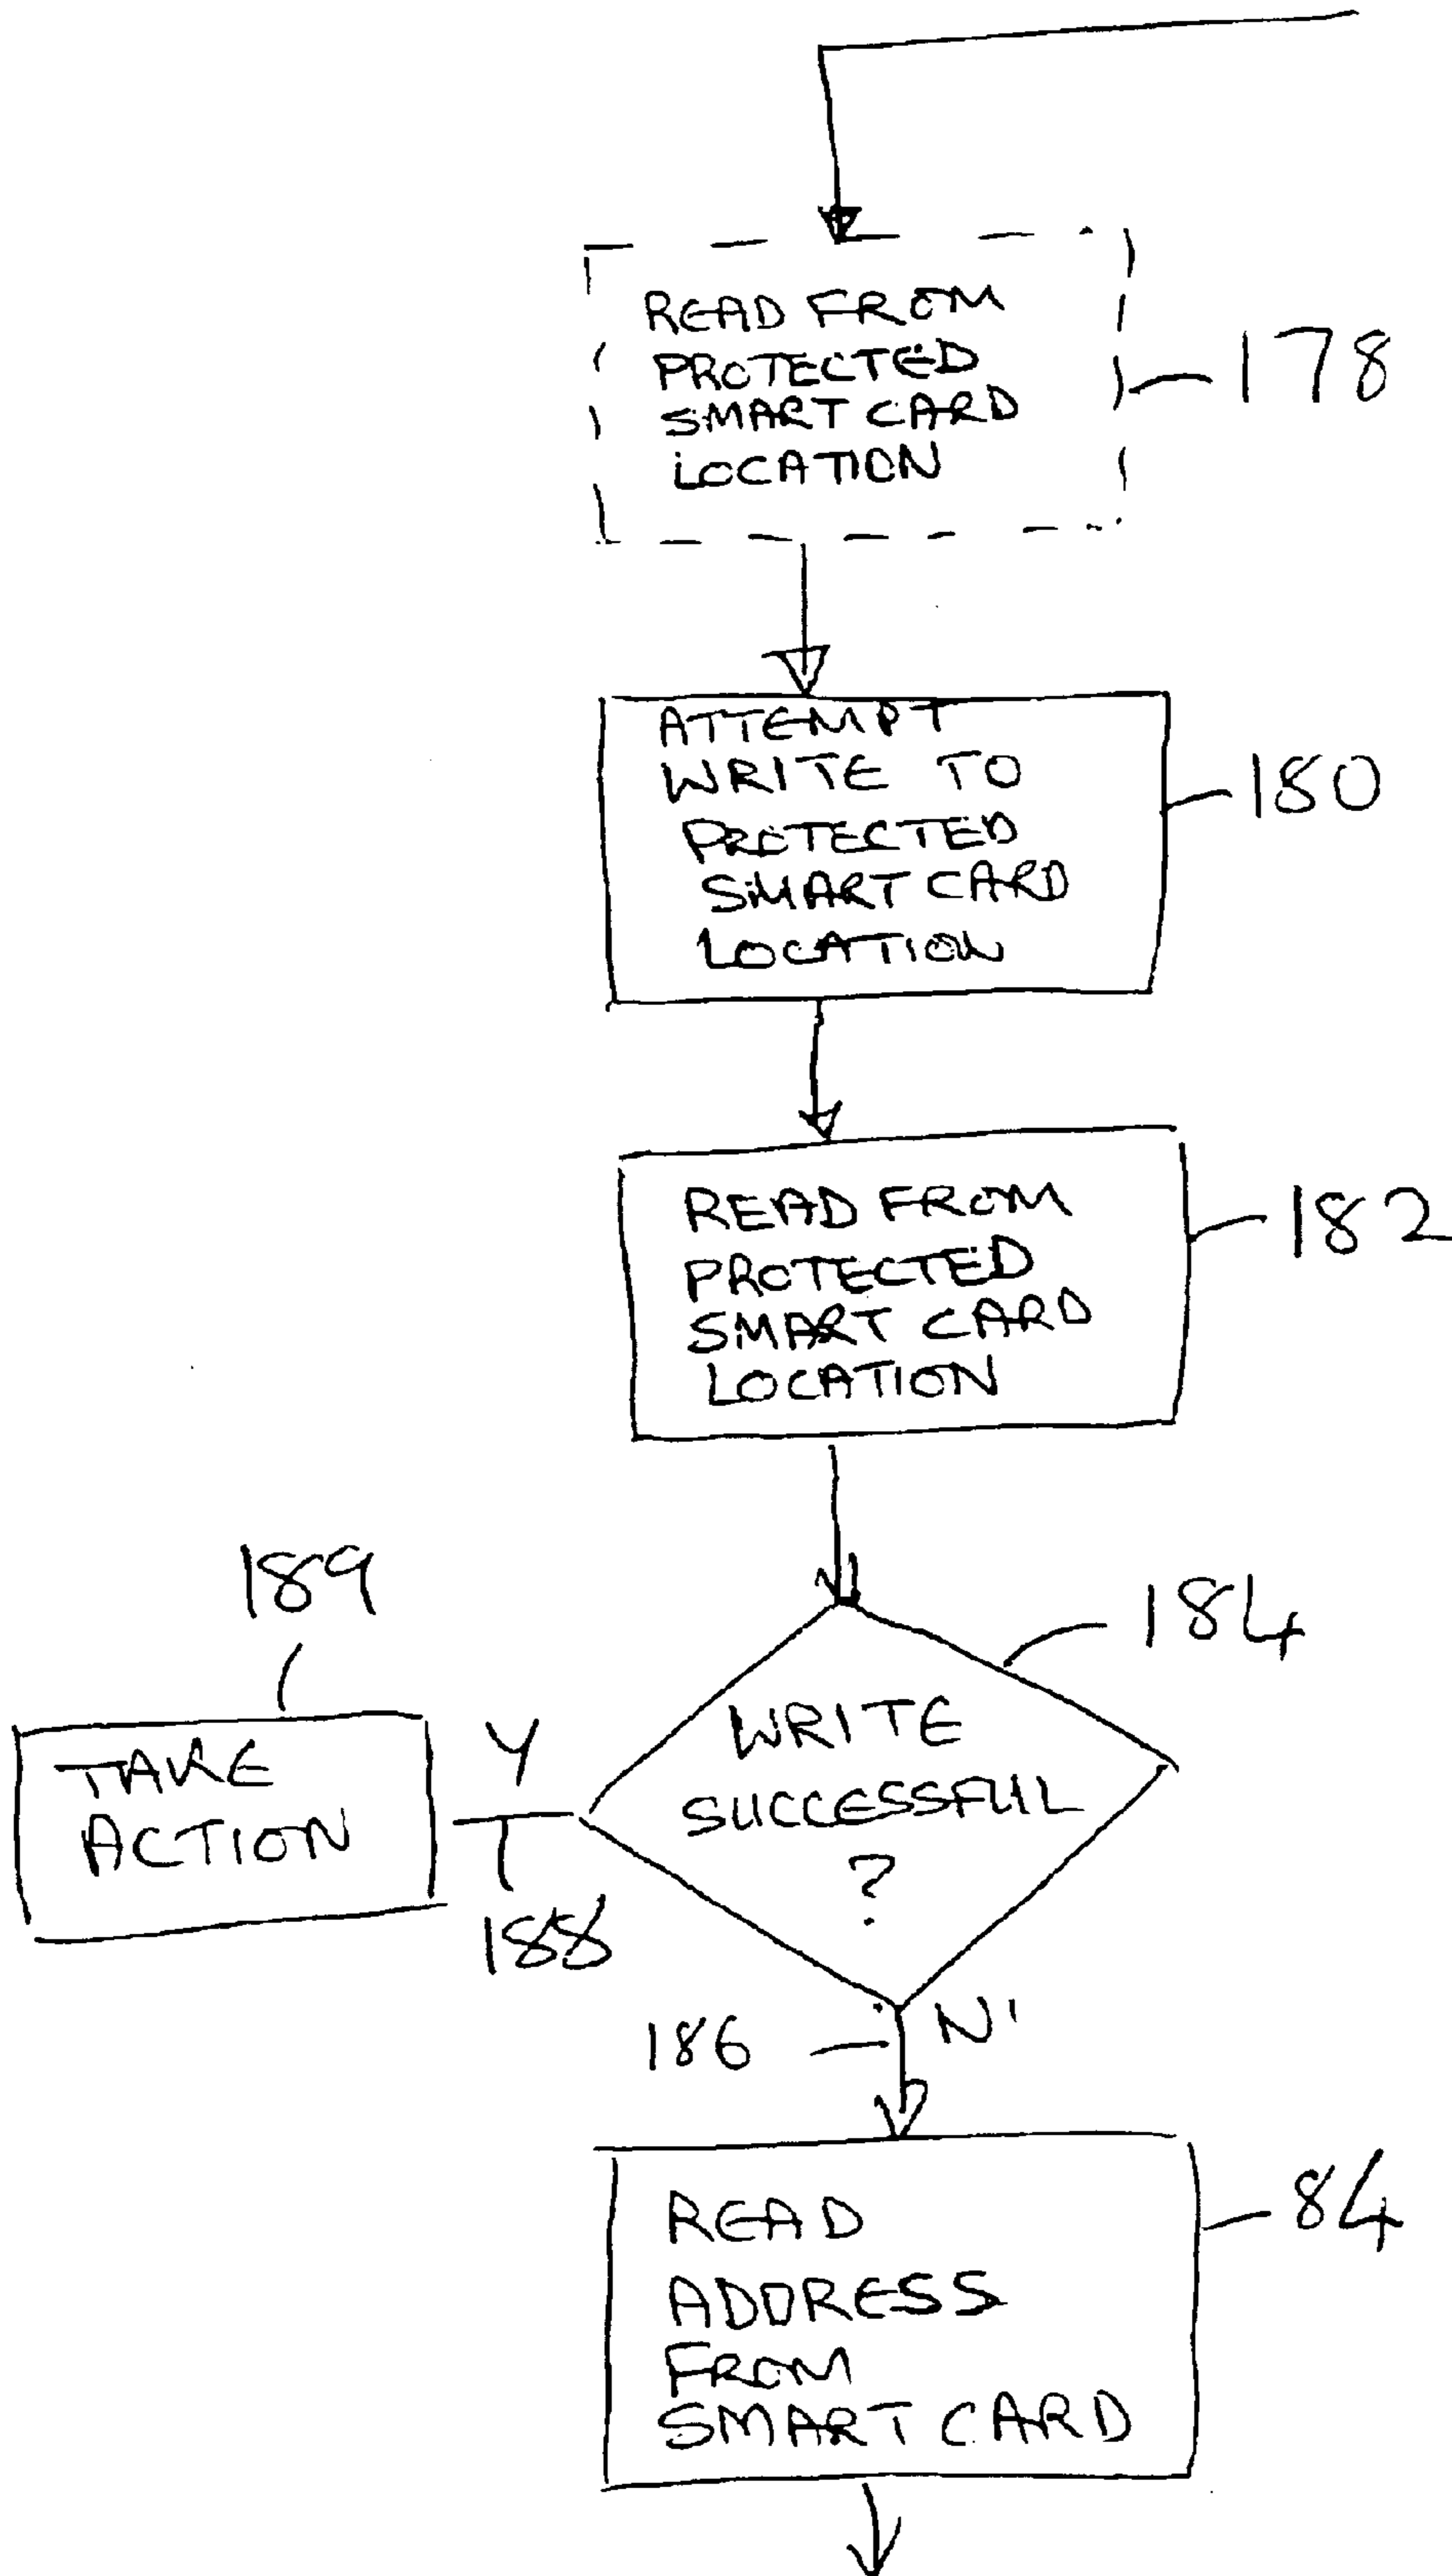 READ FROM
PROTECTED
SMART CARD
LOCATION
178
ATTEMPT
WRITE TO
PROTECTED
SMART CARD
LOCATION
180
READ FROM
PROTECTED
SMART CARD
LOCATION
182
189
184
TAKE
ACTION
Y
188
WRITE
SUCCESSFUL
?
186
N
READ
ADDRESS
FROM
SMART CARD
84